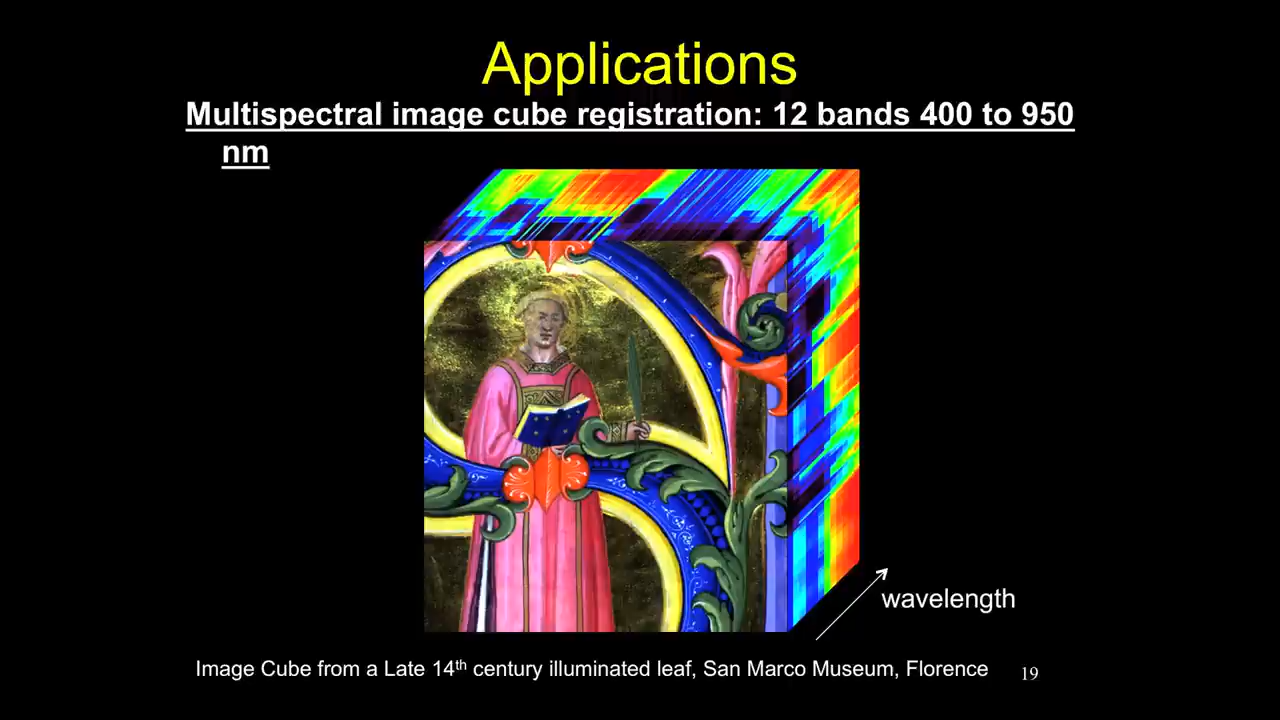 Applications
Multispectral image cube registration: 12 bands 400 to 950
nm
wavelength
Image Cube from a Late 14th century illuminated leaf, San Marco Museum, Florence
19